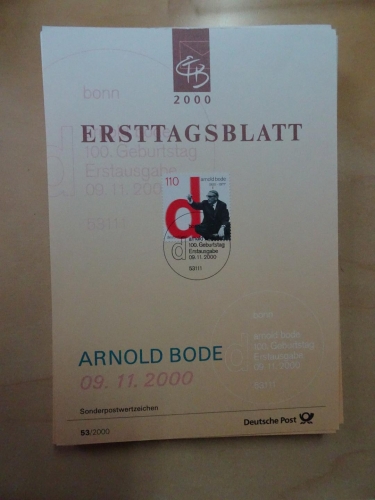 ETB
2000
ERSTTAGSBLATT
bonn
100. Geburtstag
Erstausgabe
09.11.2000
53111
110
arnold bode
d
100. Geburtstag
Erstausgabe
09.11.2000
53111
bonn
arnold bode
100. Geburtstag
Erstausgabe
09.11.2000
53111
ARNOLD BODE
09. 11. 2000
Sonderpostwertzeichen
53/2000
Deutsche Post